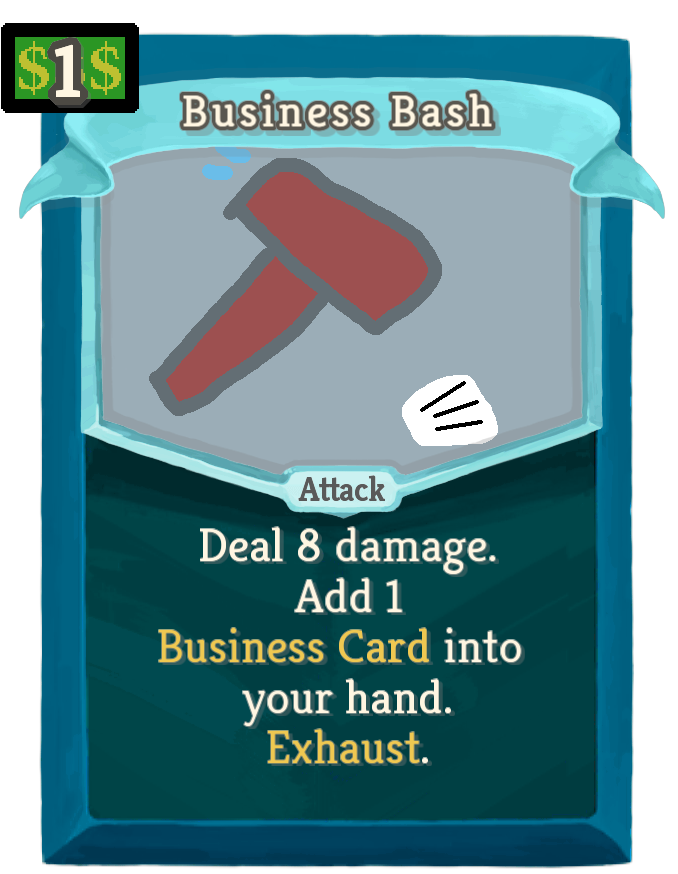 $1$
Business Bash
Attack
Deal 8 damage.
Add 1
Business Card into
your hand.
Exhaust.